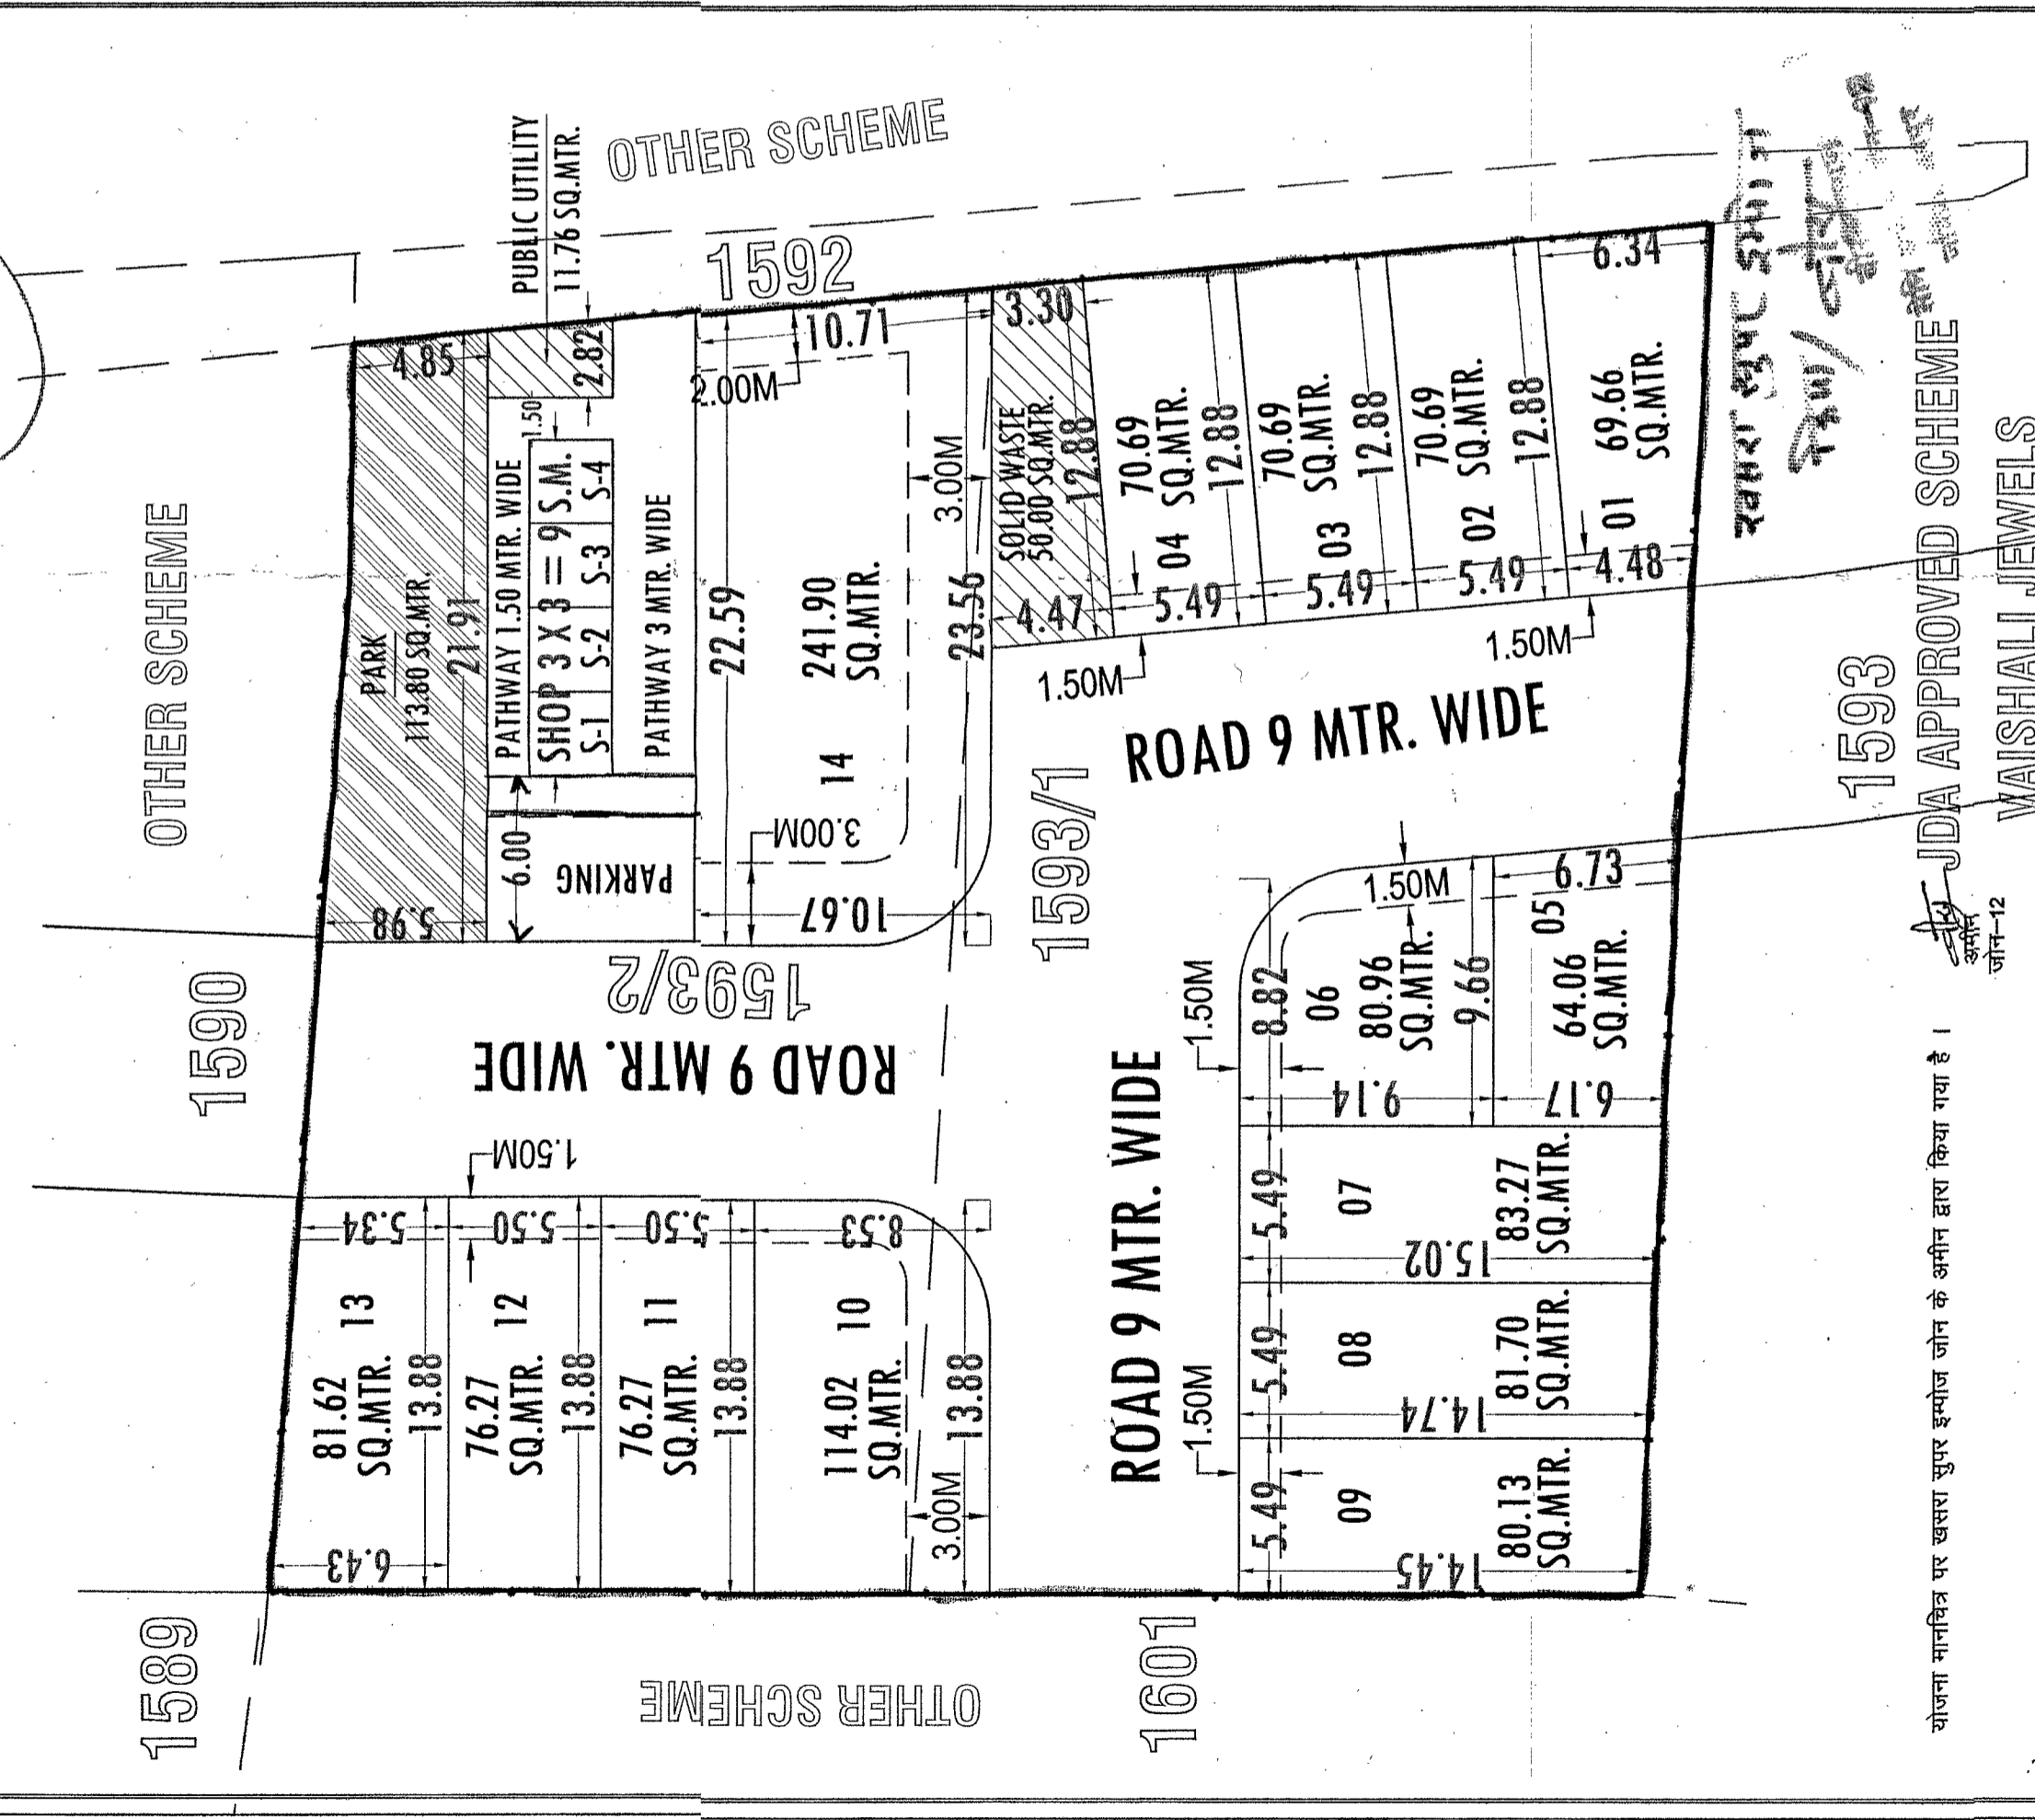 OTHER SCHEME
PUBLIC UTILITY
11.76 SQ.MTR.
OTHER SCHEME
1592
PARK
113.80 SQ.MTR.
4.85
21.91
5.98
PATHWAY 1.50 MTR. WIDE
1.50
2.82
SHOP 3 X 3 = 9 S.M.
S-1 S-2 S-3 S-4
PATHWAY 3 MTR. WIDE
6.00
PARKING
10.71
2.00M
22.59
14
241.90
SQ.MTR.
3.00M
3.00M
10.67
23.56
3.30
SOLID WASTE
50.00 SQ.MTR.
12.88
4.47
04
70.69
SQ.MTR.
12.88
5.49
03
70.69
SQ.MTR.
12.88
5.49
02
70.69
SQ.MTR.
12.88
5.49
6.34
01
69.66
SQ.MTR.
4.48
1.50M
1.50M
ROAD 9 MTR. WIDE
1593/1
1593/2
1590
ROAD 9 MTR. WIDE
1.50M
5.34
5.50
5.50
8.53
13
81.62
SQ.MTR.
13.88
6.43
12
76.27
SQ.MTR.
13.88
11
76.27
SQ.MTR.
13.88
10
114.02
SQ.MTR.
13.88
3.00M
ROAD 9 MTR. WIDE
1.50M
1.50M
8.82
06
80.96
SQ.MTR.
9.66
9.14
1.50M
6.73
05
64.06
SQ.MTR.
6.17
5.49
07
83.27
SQ.MTR.
15.02
5.49
08
81.70
SQ.MTR.
14.74
5.49
09
80.13
SQ.MTR.
14.45
1589
OTHER SCHEME
1601
1593
JDA APPROVED SCHEME
WAISHALI JEWELS
अमीन
जोन-12
योजना मानचित्र पर खसरा सुपर इम्पोज जोन के अमीन द्वारा किया गया है ।